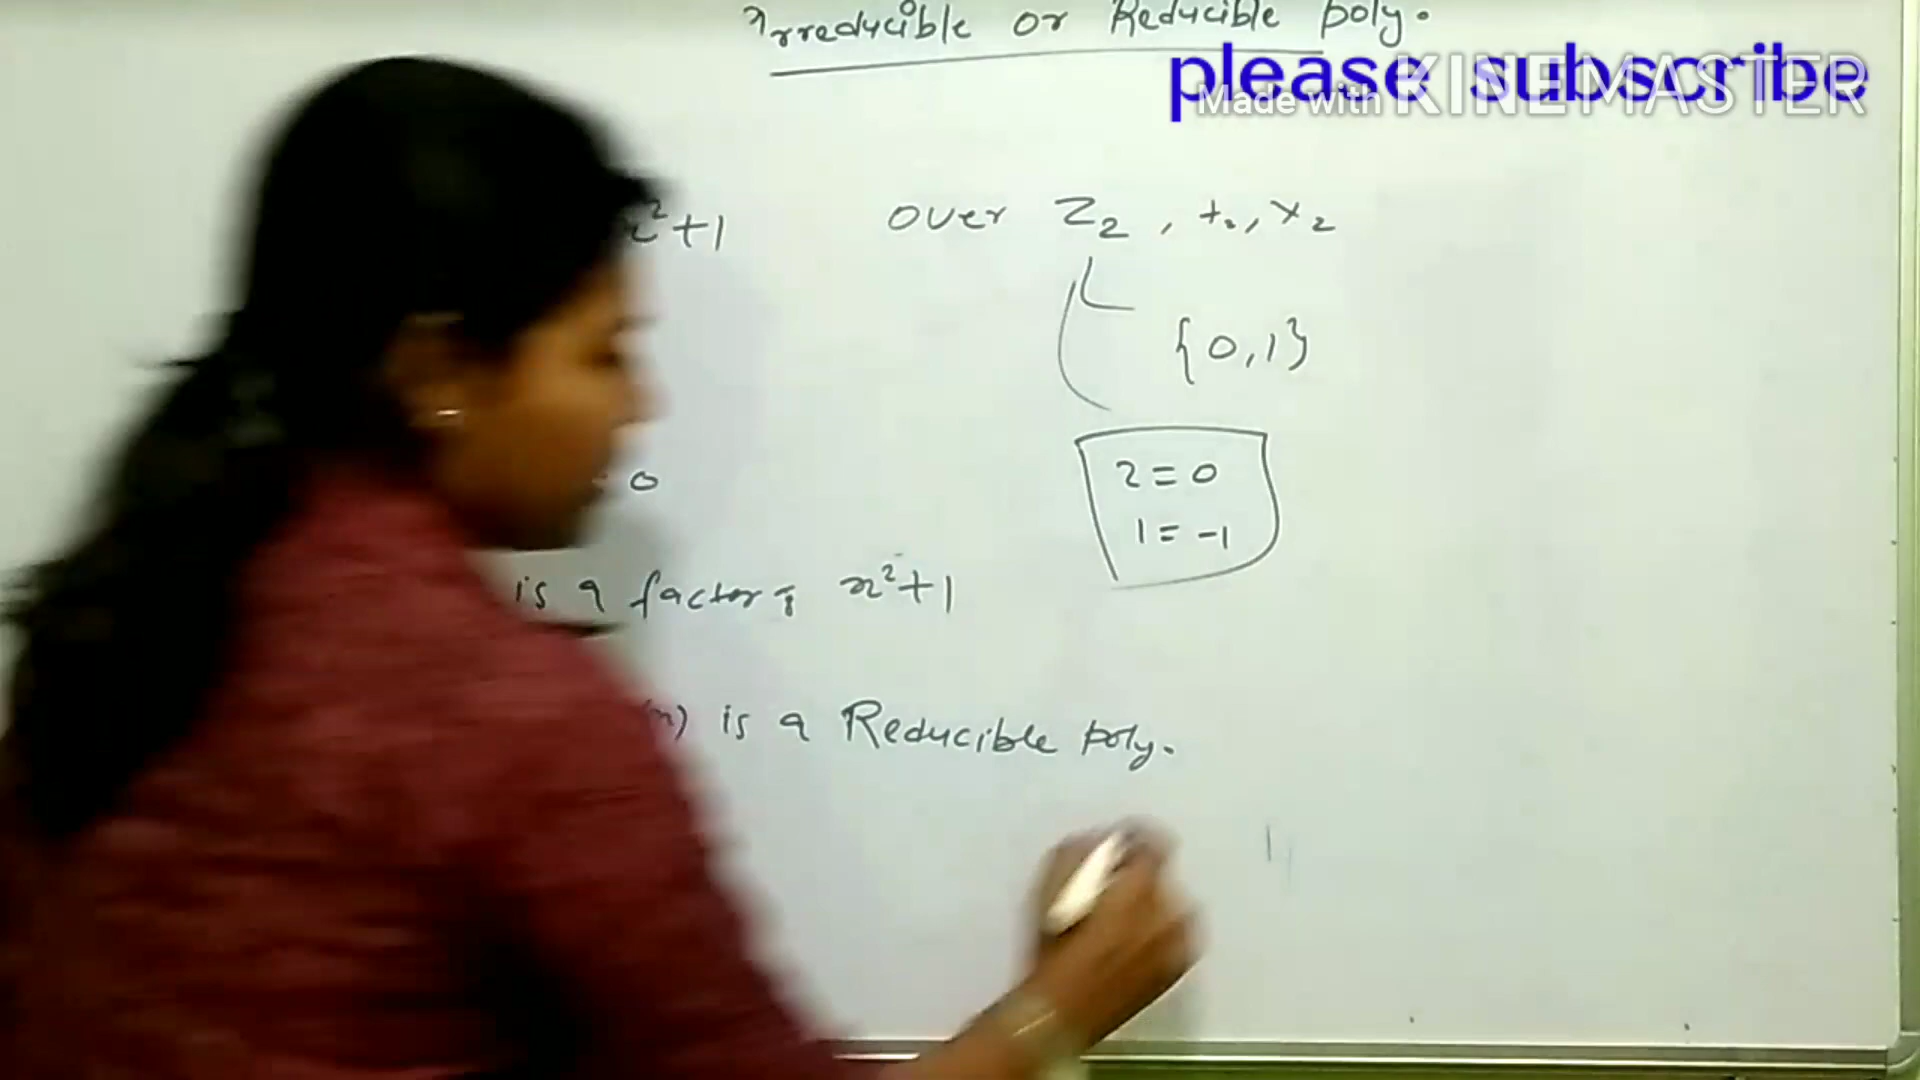 Irreducible or Reducible poly.
please subscribe
Made with KINEMASTER
x²+1 over Z₂, +₂, ×₂
{0,1}
2=0
0
1=-1
is a factor of x²+1
(x) is a Reducible poly.